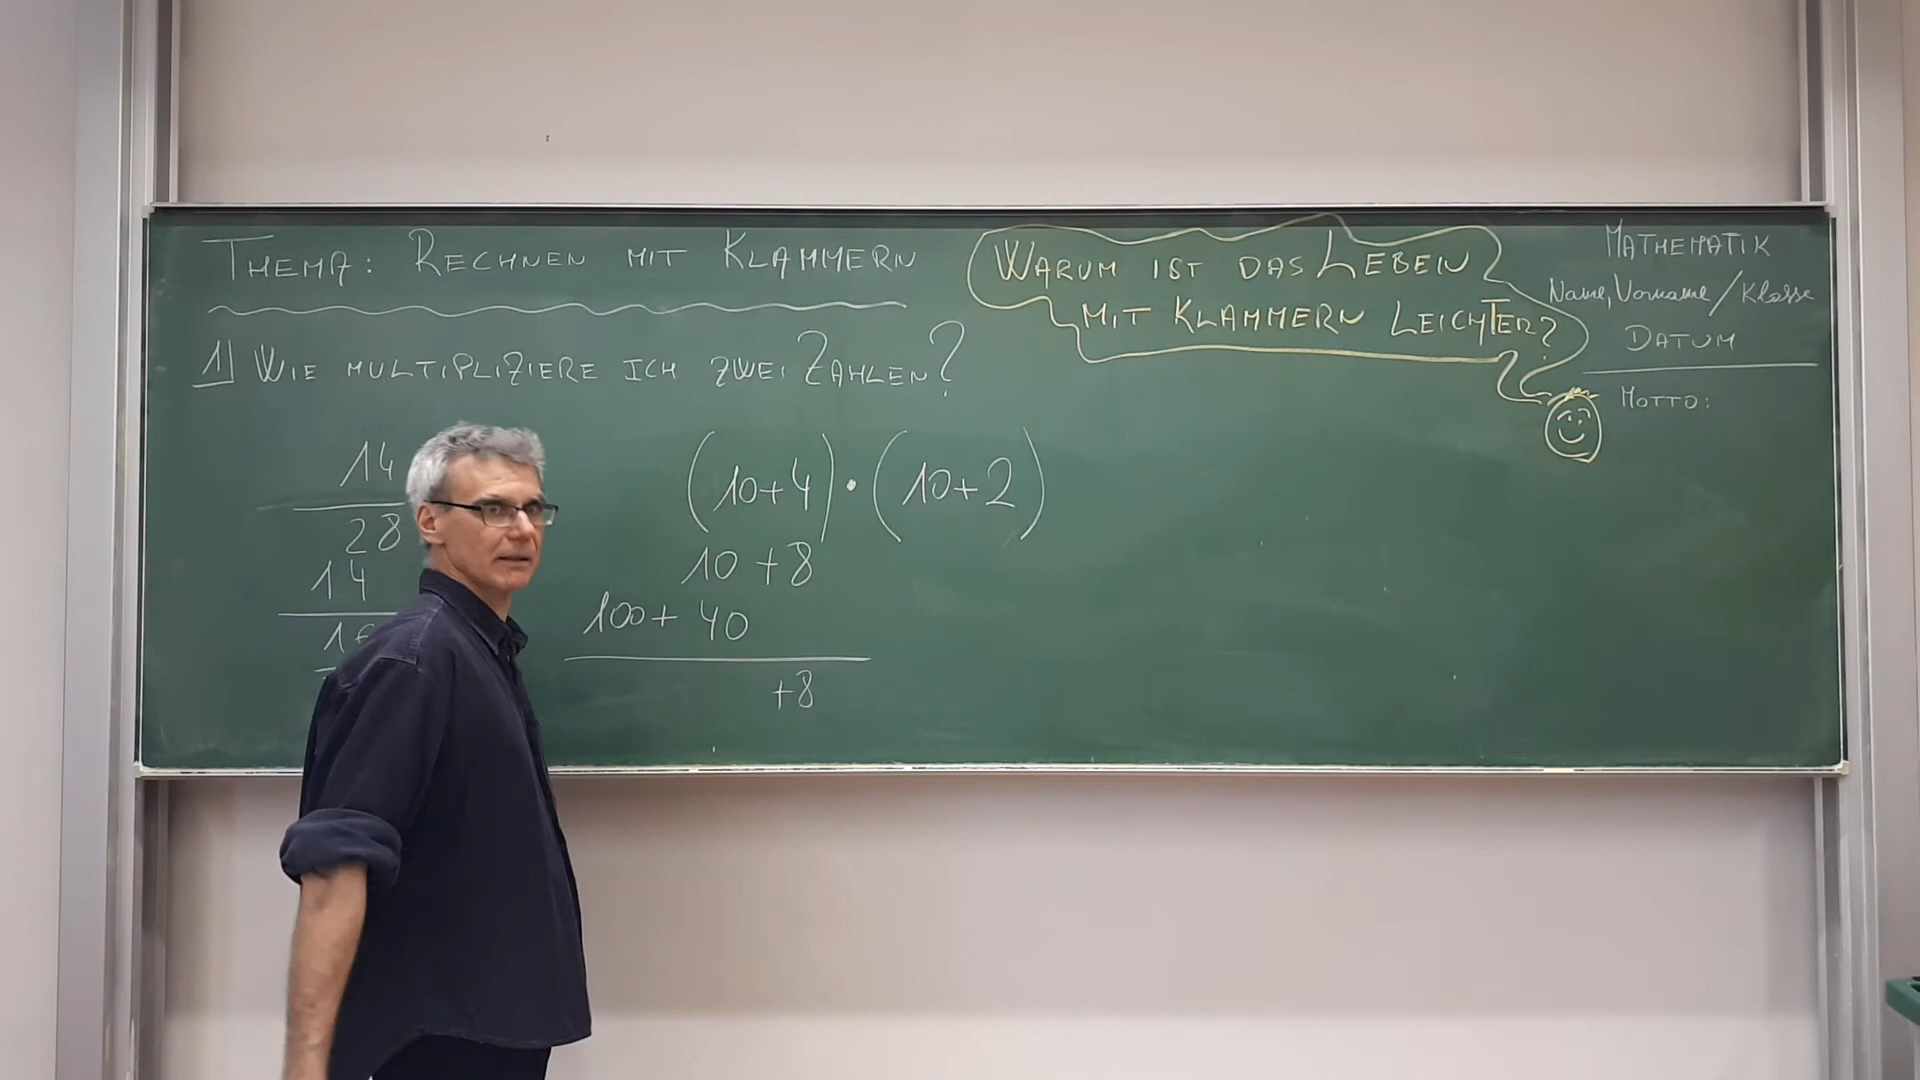 THEMA: RECHNEN MIT KLAMMERN
WARUM IST DAS LEBEN
MIT KLAMMERN LEICHTER?
MATHEMATIK
Name, Vorname / Klasse
DATUM
MOTTO:
1) WIE MULTIPLIZIERE ICH ZWEI ZAHLEN?
14
28
14
(10+4) · (10+2)
10 + 8
100 + 40
+8